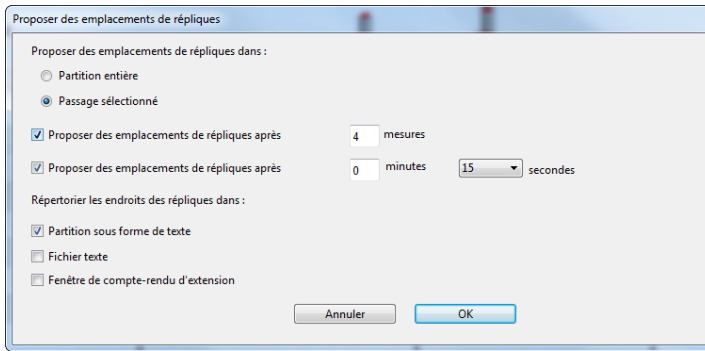 Proposer des emplacements de répliques
Proposer des emplacements de répliques dans :
Partition entière
Passage sélectionné
Proposer des emplacements de répliques après 4 mesures
Proposer des emplacements de répliques après 0 minutes 15 secondes
Répertorier les endroits des répliques dans :
Partition sous forme de texte
Fichier texte
Fenêtre de compte-rendu d'extension
Annuler OK